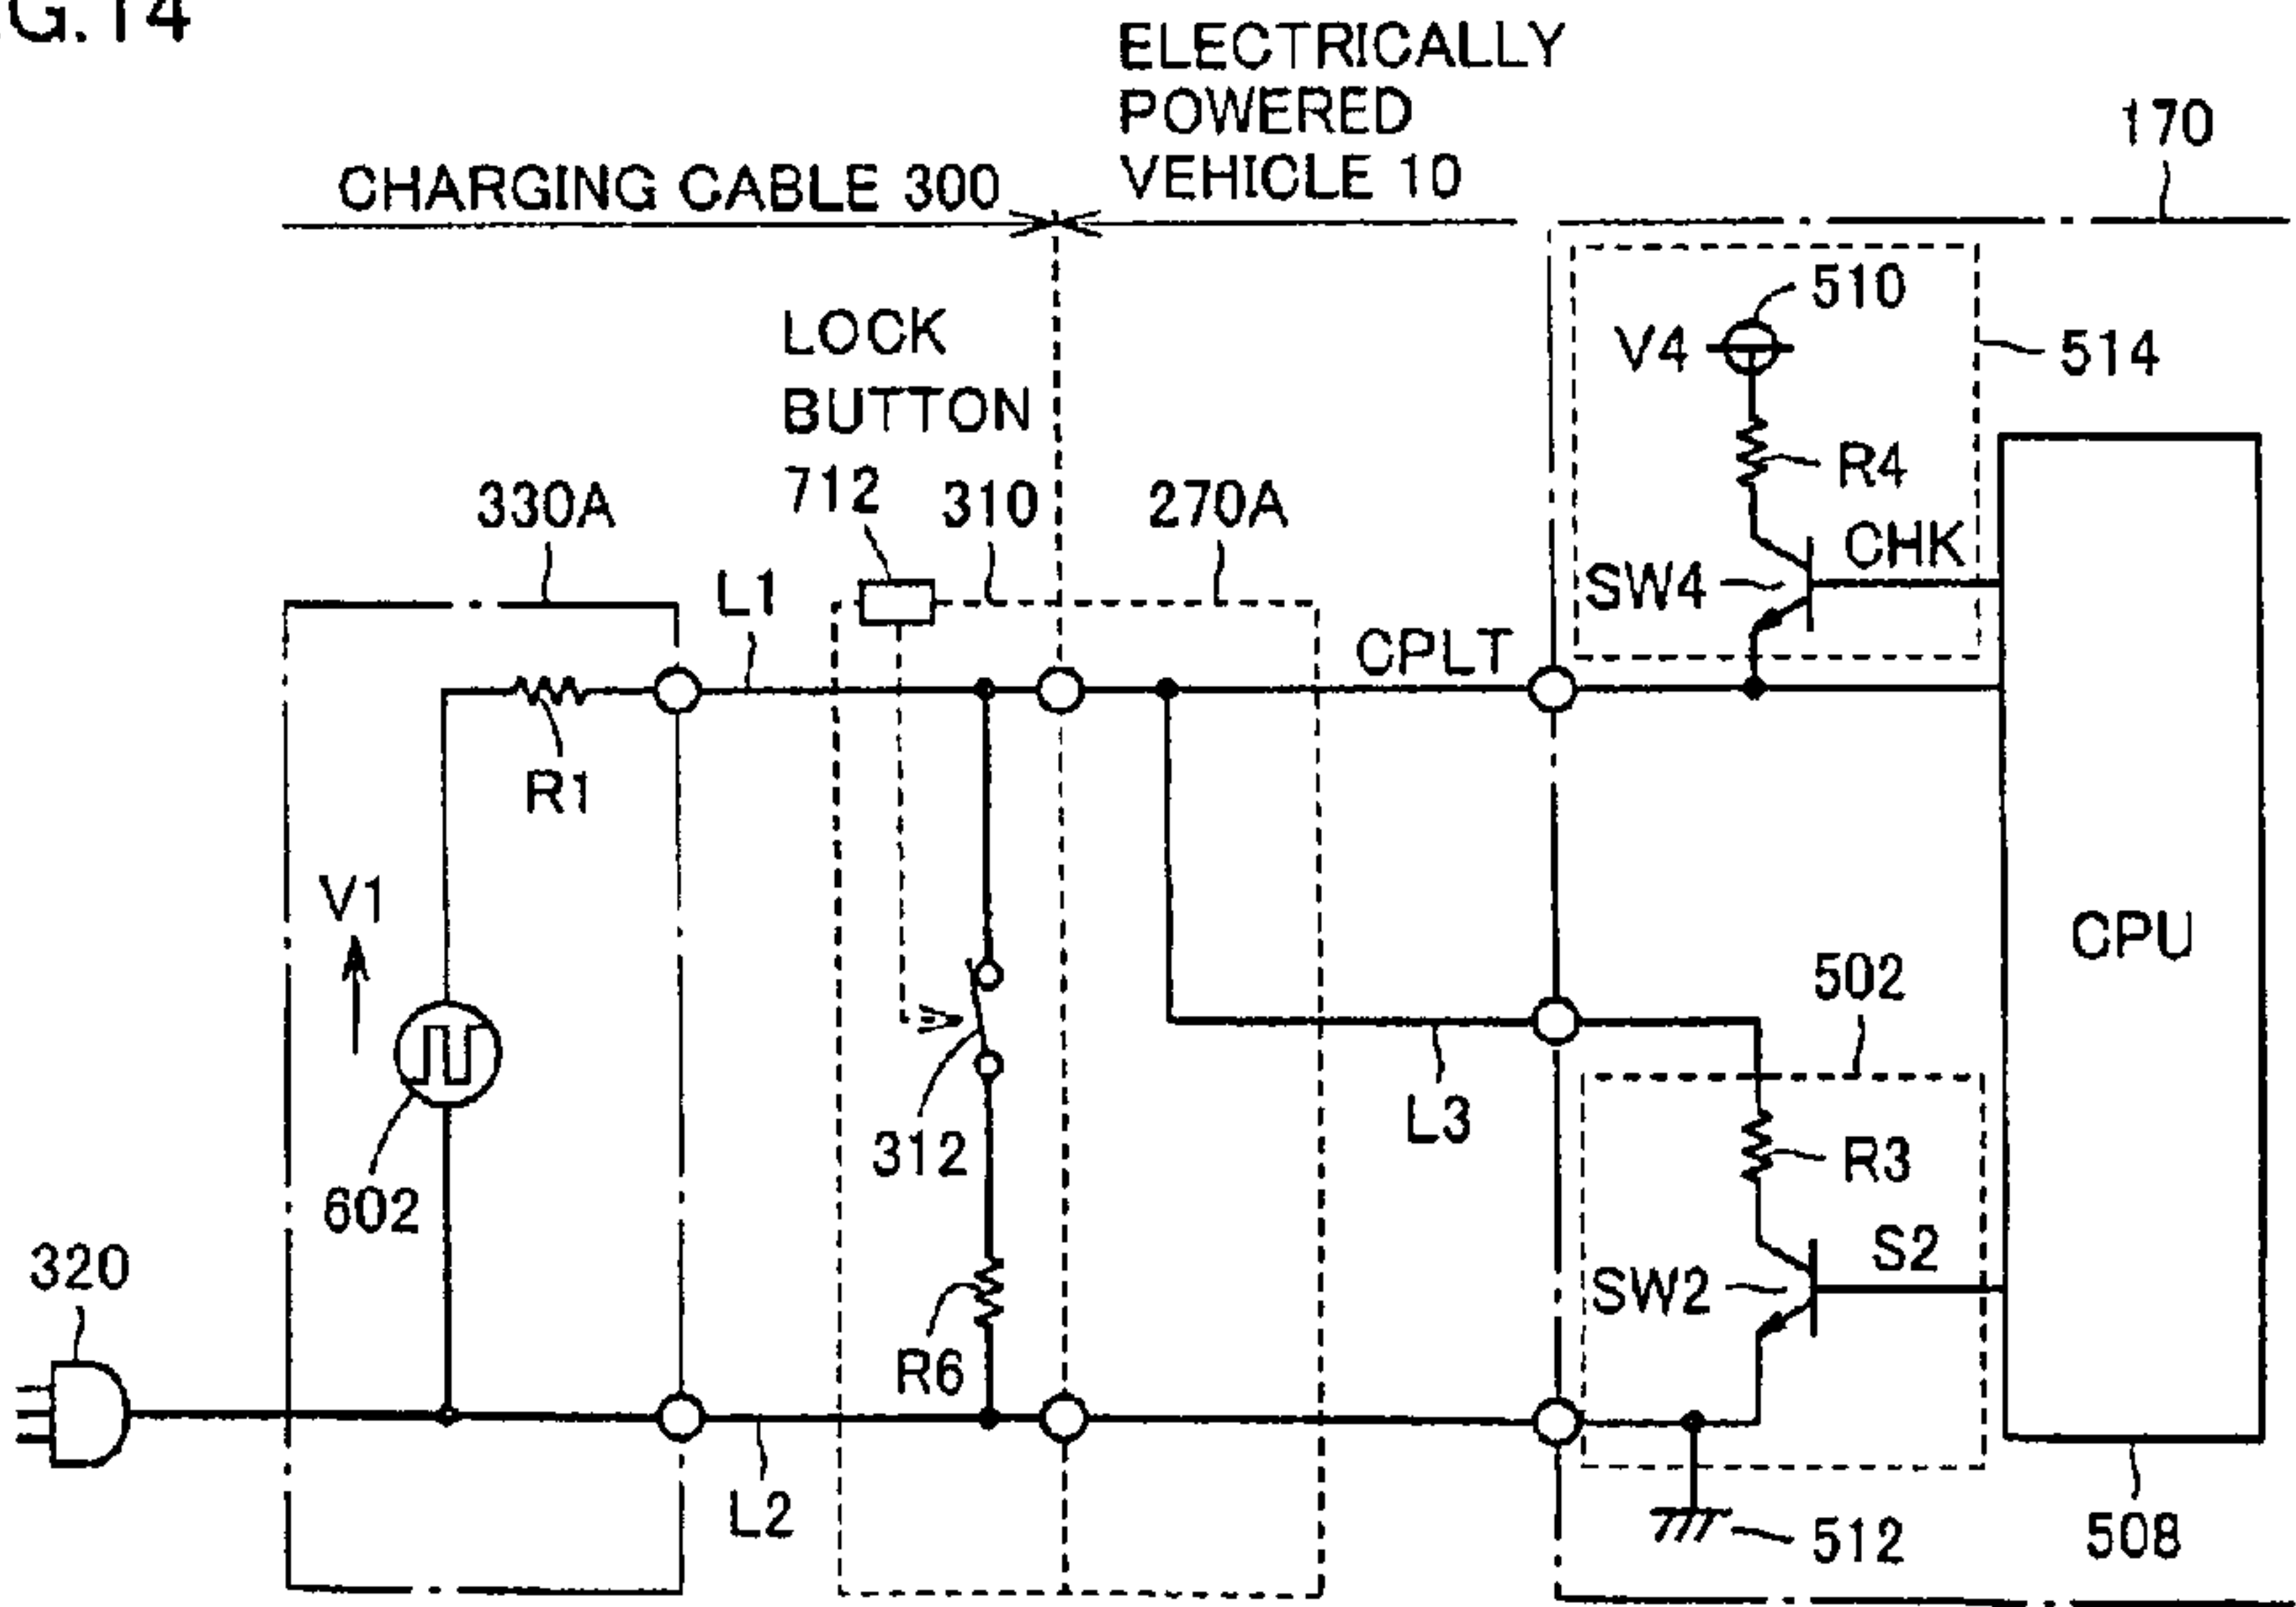 G.14
ELECTRICALLY
POWERED
VEHICLE 10
CHARGING CABLE 300
170
LOCK
BUTTON
712
310
270A
330A
L1
R1
V1
602
320
L2
312
R6
CPLT
L3
510
V4
514
R4
CHK
SW4
CPU
502
R3
S2
SW2
512
508